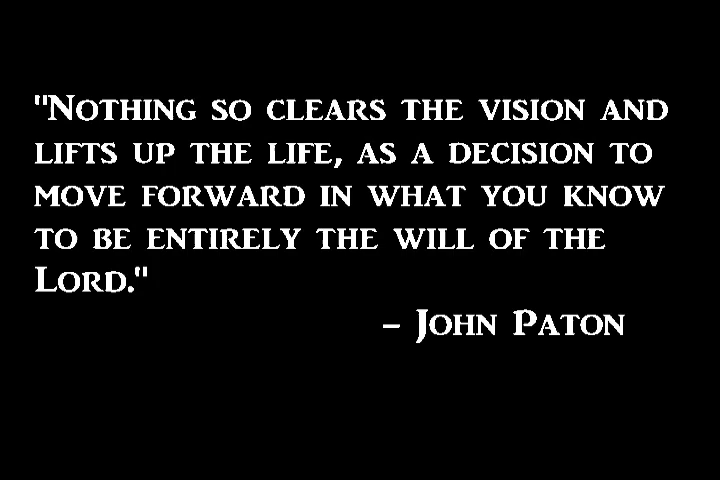 "Nothing so clears the vision and
lifts up the life, as a decision to
move forward in what you know
to be entirely the will of the
Lord."
– John Paton